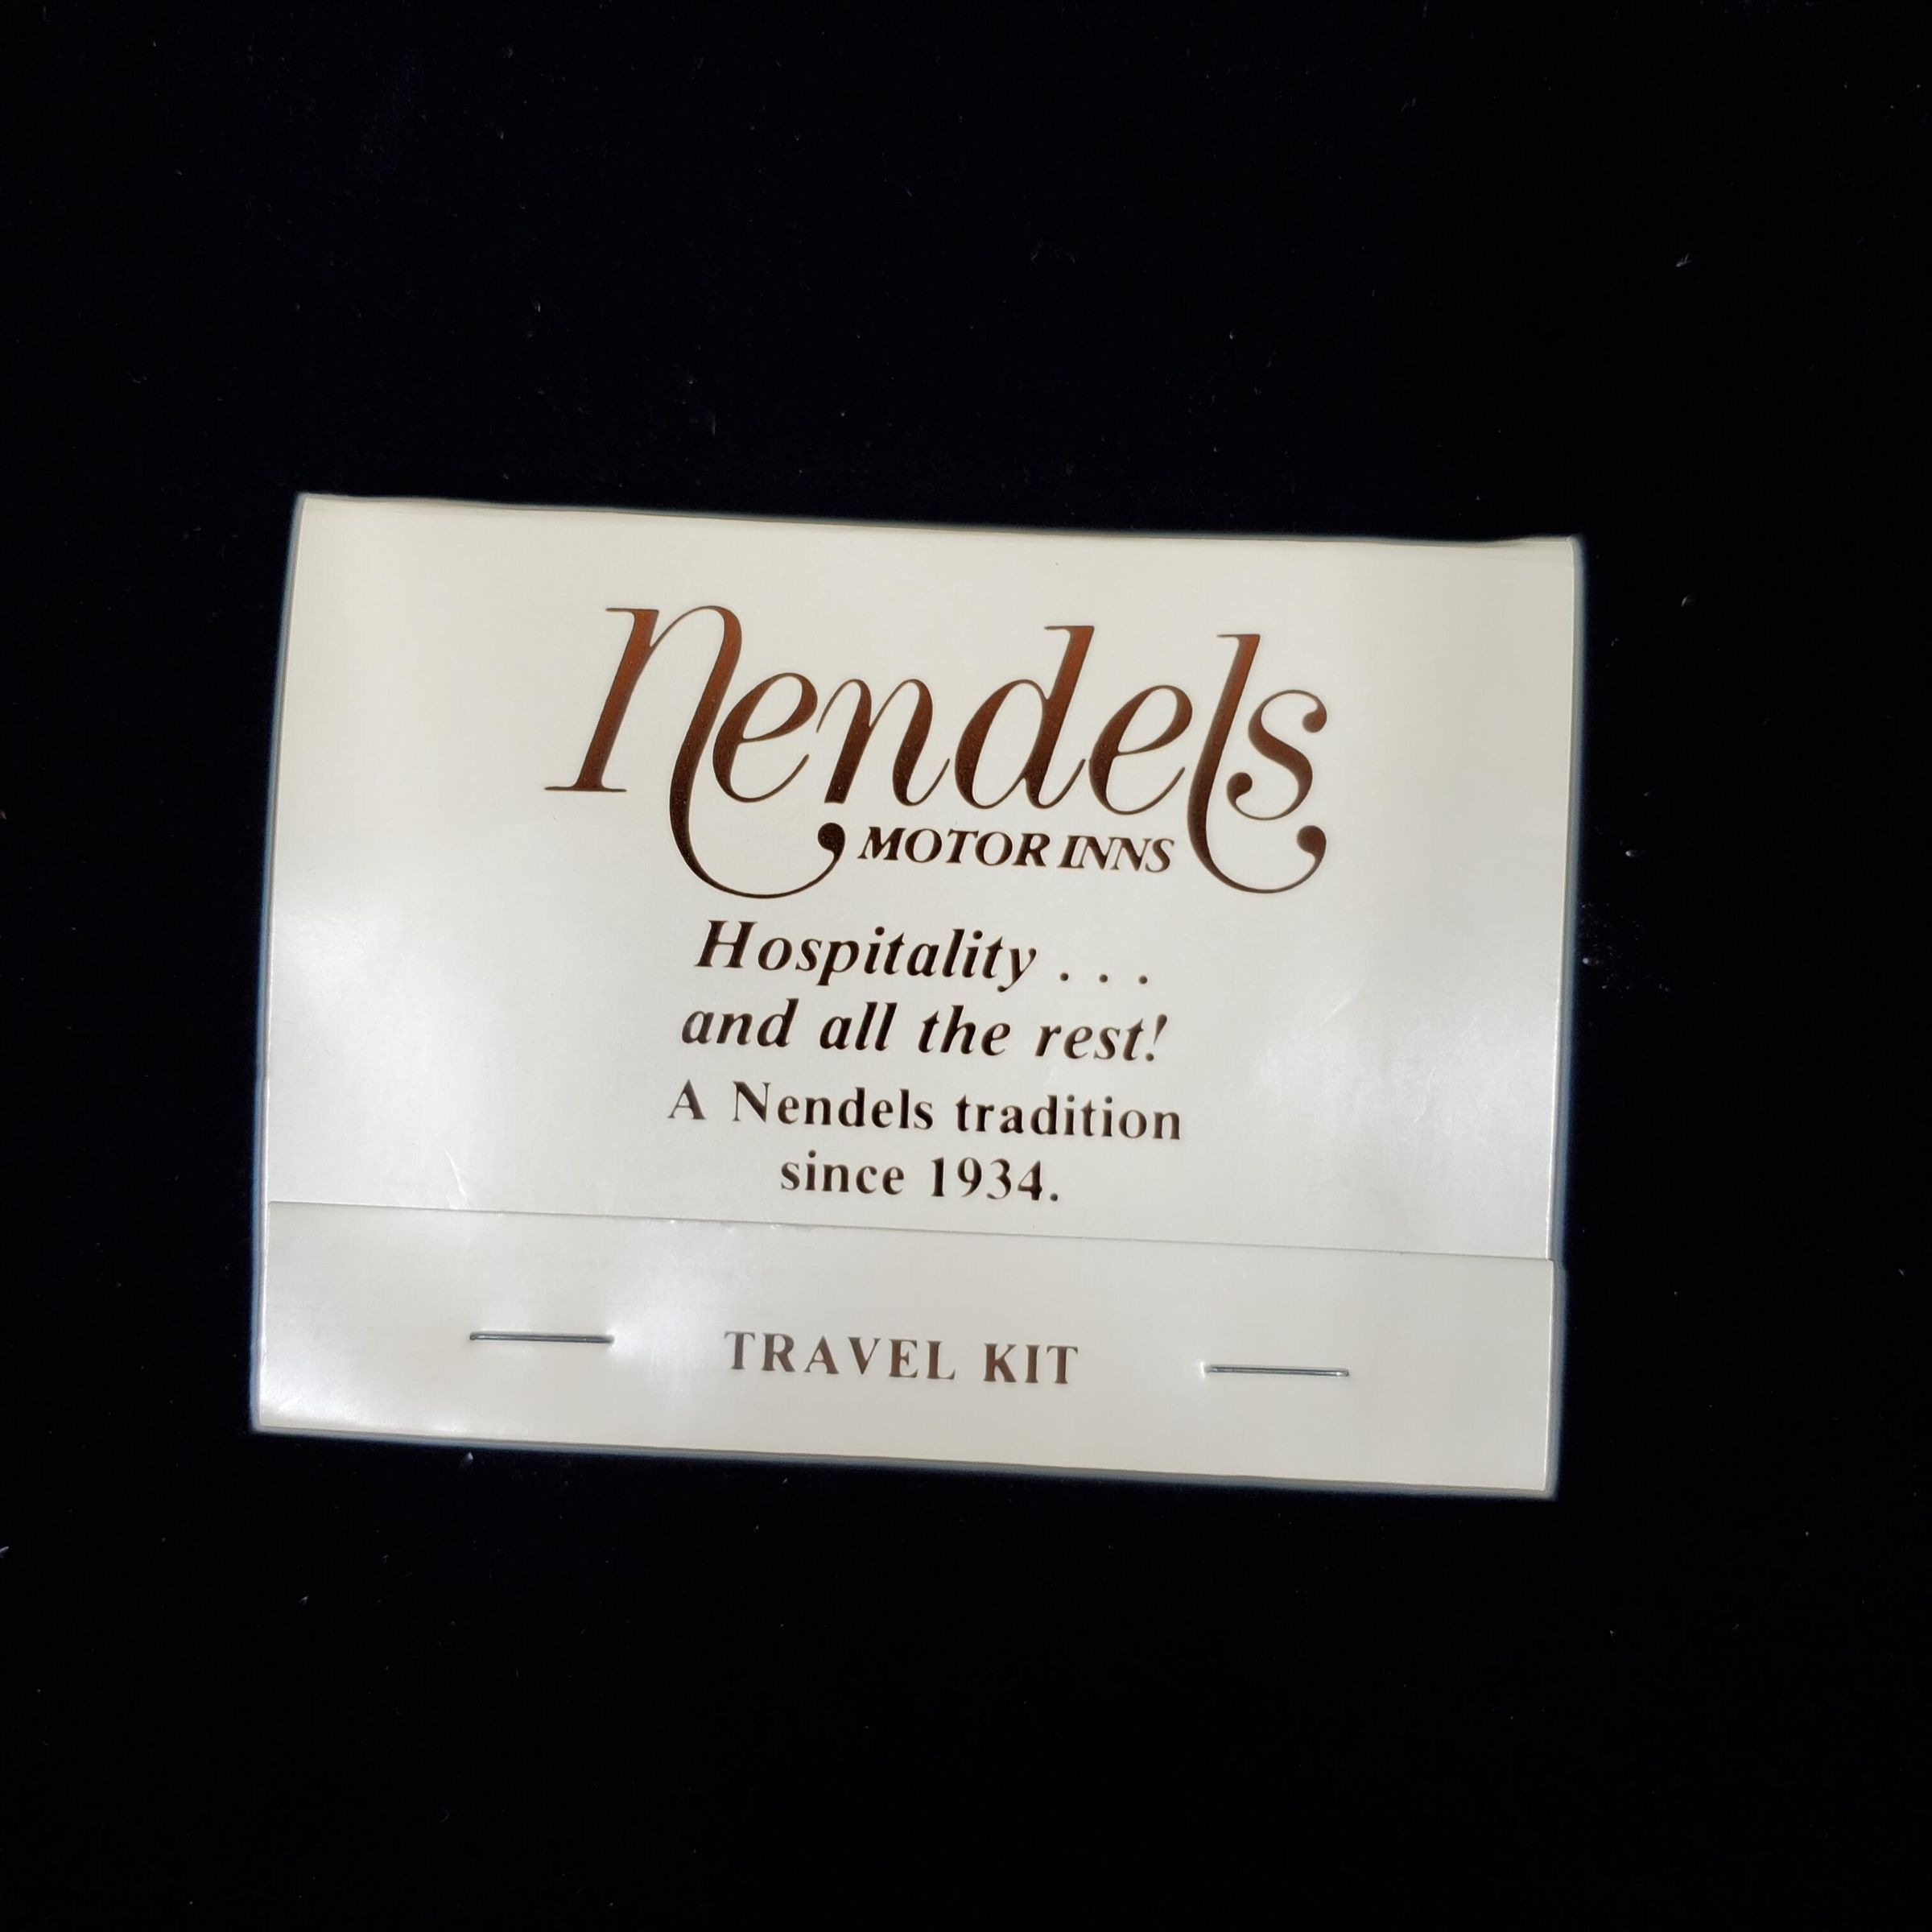 Nendels
MOTOR INNS
Hospitality . . .
and all the rest!
A Nendels tradition
since 1934.
TRAVEL KIT